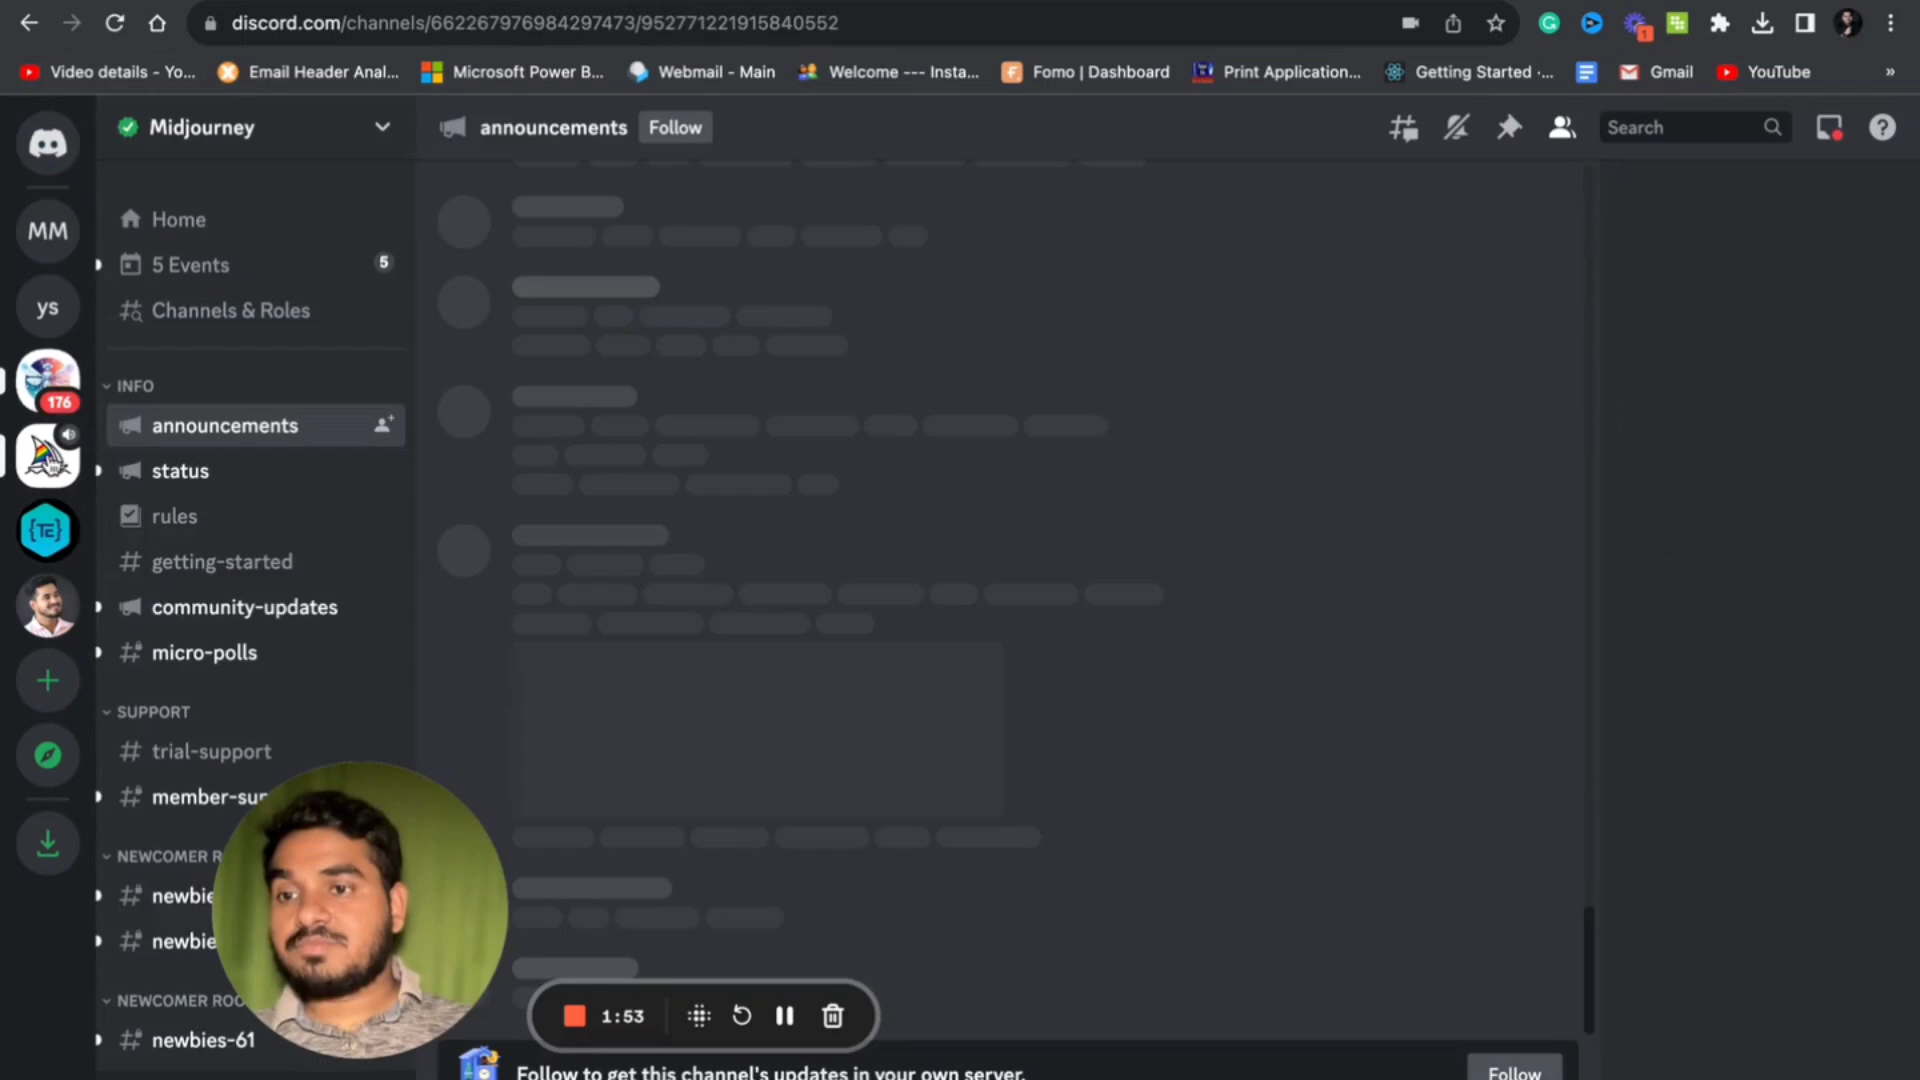 discord.com/channels/662267976984297473/952771221915840552
1
Video details - Yo...
Email Header Anal...
Microsoft Power B...
Webmail - Main
Welcome --- Insta...
Fomo | Dashboard
Print Application...
Getting Started ·...
Gmail
YouTube
»
Midjourney
announcements
Follow
Search
MM
Home
5 Events
5
ys
Channels & Roles
176
INFO
announcements
status
{TE}
rules
getting-started
community-updates
micro-polls
SUPPORT
trial-support
member-sup
NEWCOMER R
newbie
newbie
NEWCOMER ROO
newbies-61
1:53
Follow to get this channel's updates in your own server.
Follow